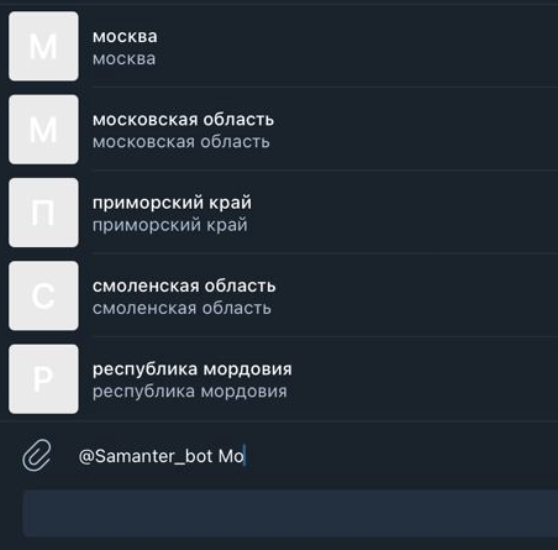 М
москва
москва
М
московская область
московская область
П
приморский край
приморский край
С
смоленская область
смоленская область
Р
республика мордовия
республика мордовия
@Samanter_bot Mo